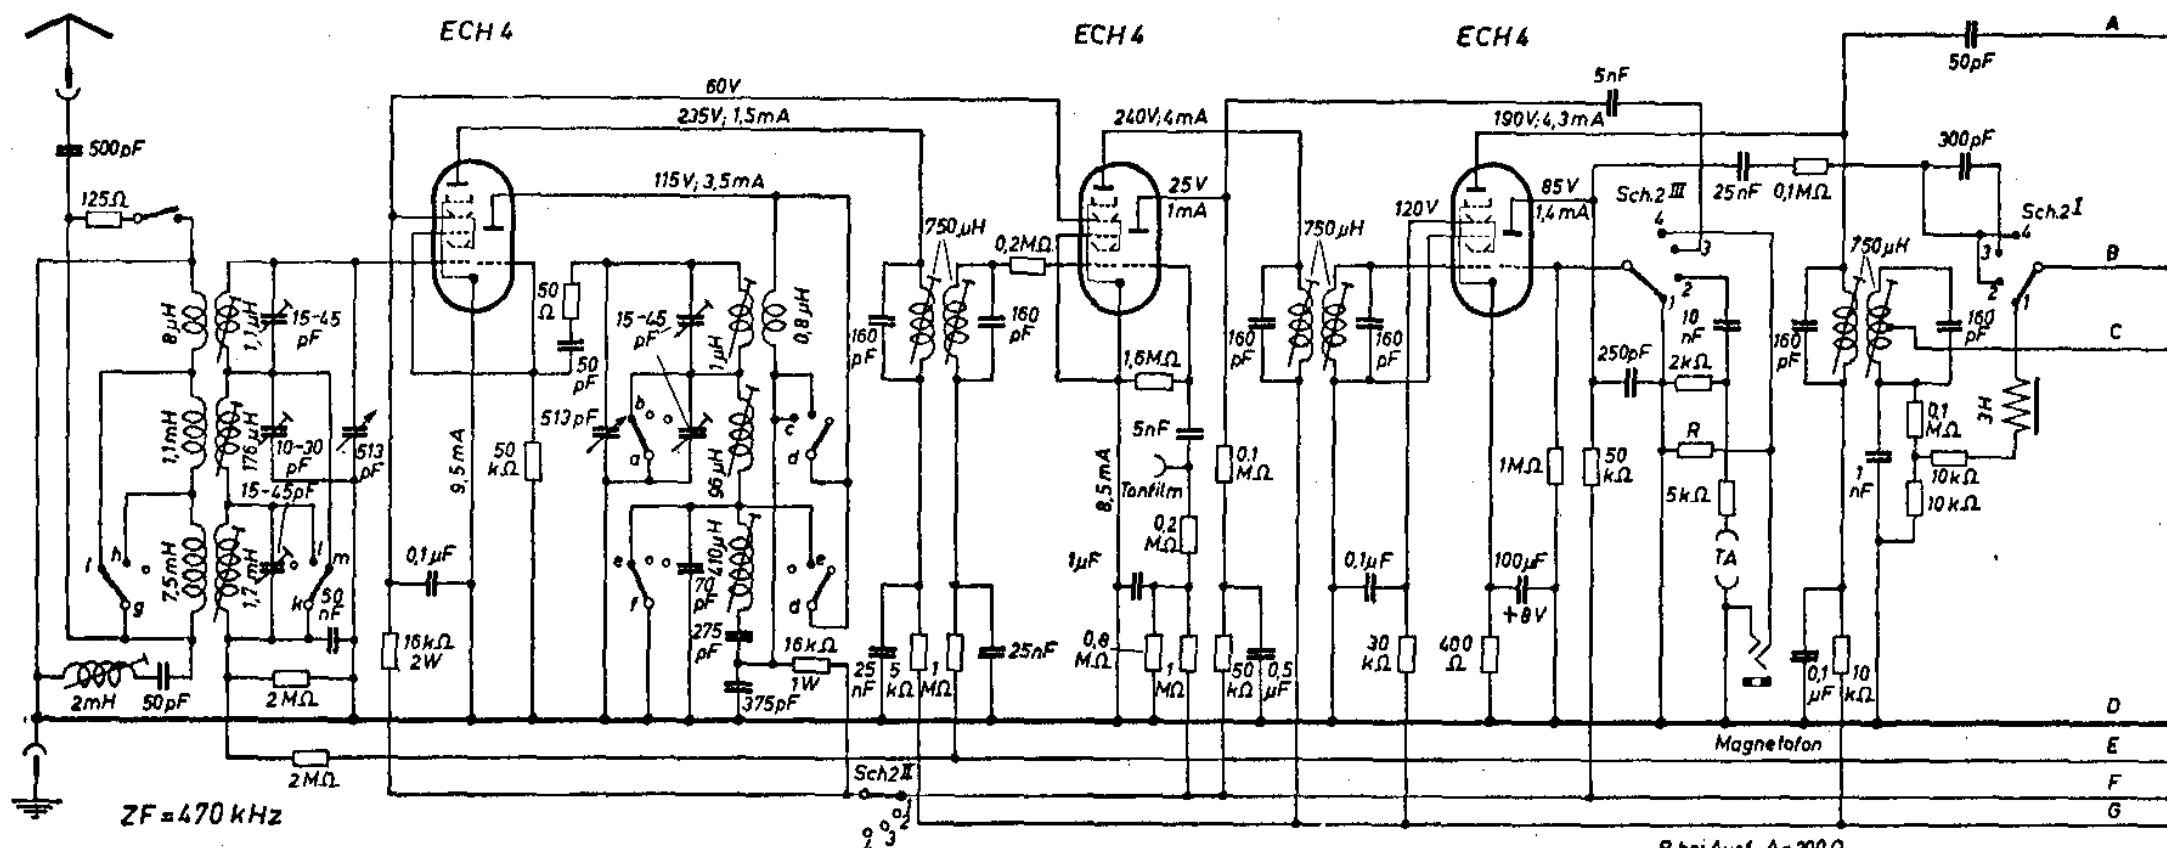 ECH 4
ECH 4
ECH 4
A
50pF
5nF
60V
235V; 1,5mA
240V; 4mA
190V; 4,3mA
300pF
500pF
115V; 3,5mA
25V
1mA
85V
1,4mA
120V
Sch.2 III
25nF
0,1MΩ
Sch.2 I
125Ω
4
3
2
1
4
3
2
1
750µH
0,2MΩ
750µH
750µH
B
8µH
1,1µH
15-45
pF
50
Ω
50
pF
15-45
pF
1µH
0,8µH
160
pF
160
pF
160
pF
160
pF
10
nF
250pF
2kΩ
160
pF
160
pF
C
1,6MΩ
1,1mH
176µH
10-30
pF
513
pF
9,5mA
50
kΩ
513pF
b
a
96µH
c
d
5nF
Tonfilm
8,5mA
0,1
MΩ
1MΩ
50
kΩ
R
5kΩ
0,1
MΩ
3H
10kΩ
10kΩ
1
nF
15-45pF
7,5mH
1,7mH
i
h
g
l
m
k
50
nF
0,1µF
e
f
70
pF
410µH
e
d
275
pF
0,2
MΩ
1µF
0,1µF
100µF
+8V
TA
2mH
50pF
2MΩ
16kΩ
2W
16kΩ
1W
375pF
25
nF
5
kΩ
1
MΩ
25nF
0,8
MΩ
1
MΩ
50
kΩ
0,5
µF
30
kΩ
400
Ω
0,1
µF
10
kΩ
D
Magnetofon
E
2MΩ
Sch2 II
F
1
2
3
4
G
ZF = 470 kHz